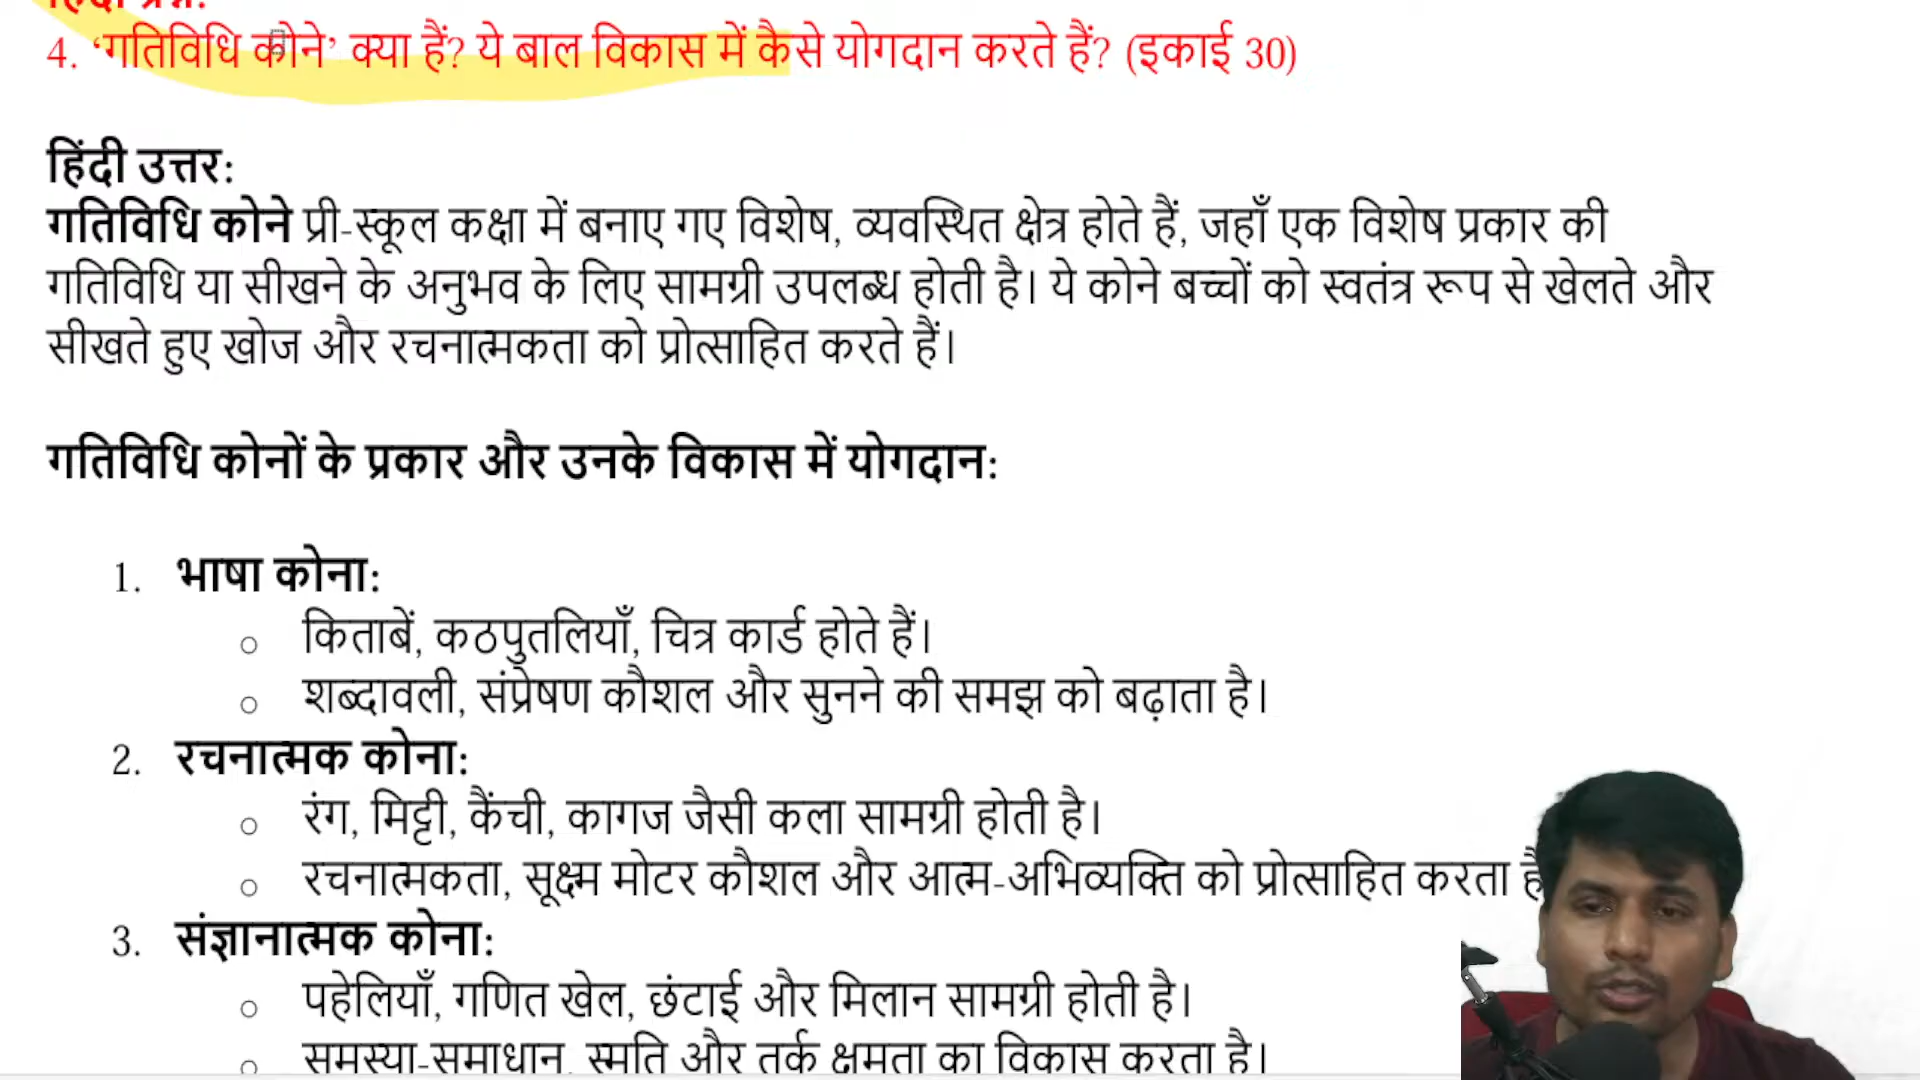 हिंदी प्रश्न:
4. ‘गतिविधि कोने’ क्या हैं? ये बाल विकास में कैसे योगदान करते हैं? (इकाई 30)
हिंदी उत्तर:
गतिविधि कोने प्री-स्कूल कक्षा में बनाए गए विशेष, व्यवस्थित क्षेत्र होते हैं, जहाँ एक विशेष प्रकार की
गतिविधि या सीखने के अनुभव के लिए सामग्री उपलब्ध होती है। ये कोने बच्चों को स्वतंत्र रूप से खेलते और
सीखते हुए खोज और रचनात्मकता को प्रोत्साहित करते हैं।
गतिविधि कोनों के प्रकार और उनके विकास में योगदान:
1. भाषा कोना:
○ किताबें, कठपुतलियाँ, चित्र कार्ड होते हैं।
○ शब्दावली, संप्रेषण कौशल और सुनने की समझ को बढ़ाता है।
2. रचनात्मक कोना:
○ रंग, मिट्टी, कैंची, कागज जैसी कला सामग्री होती है।
○ रचनात्मकता, सूक्ष्म मोटर कौशल और आत्म-अभिव्यक्ति को प्रोत्साहित करता है
3. संज्ञानात्मक कोना:
○ पहेलियाँ, गणित खेल, छंटाई और मिलान सामग्री होती है।
○ समस्या-समाधान, स्मृति और तर्क क्षमता का विकास करता है।